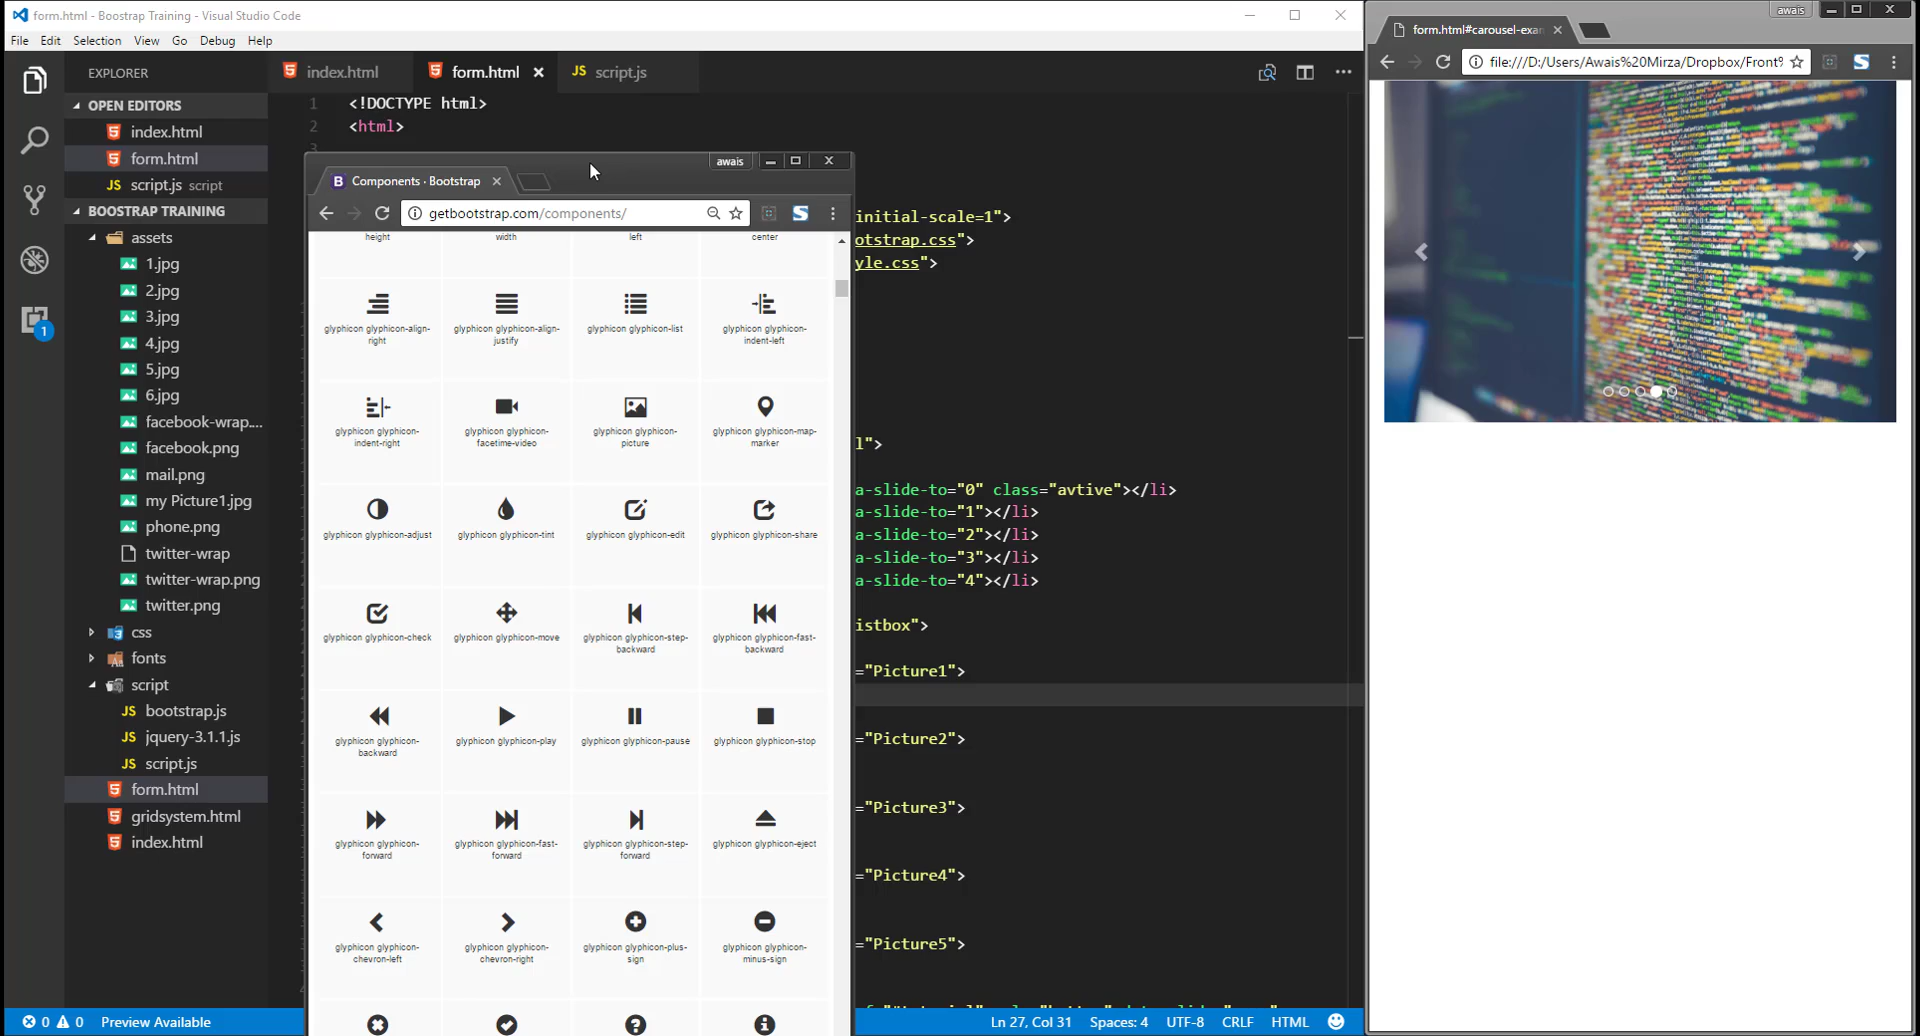 form.html - Boostrap Training - Visual Studio Code
File Edit Selection View Go Debug Help
EXPLORER
OPEN EDITORS
index.html
form.html
script.js script
BOOSTRAP TRAINING
assets
1.jpg
2.jpg
3.jpg
4.jpg
5.jpg
6.jpg
facebook-wrap....
facebook.png
mail.png
my Picture1.jpg
phone.png
twitter-wrap
twitter-wrap.png
twitter.png
css
fonts
script
bootstrap.js
jquery-3.1.1.js
script.js
form.html
gridsystem.html
index.html
1
index.html form.html script.js
1 <!DOCTYPE html>
2 <html>
3
awais
Components · Bootstrap
getbootstrap.com/components/
height width left center
glyphicon glyphicon-align-right
glyphicon glyphicon-align-justify
glyphicon glyphicon-list
glyphicon glyphicon-indent-left
glyphicon glyphicon-indent-right
glyphicon glyphicon-facetime-video
glyphicon glyphicon-picture
glyphicon glyphicon-map-marker
glyphicon glyphicon-adjust
glyphicon glyphicon-tint
glyphicon glyphicon-edit
glyphicon glyphicon-share
glyphicon glyphicon-check
glyphicon glyphicon-move
glyphicon glyphicon-step-backward
glyphicon glyphicon-fast-backward
glyphicon glyphicon-backward
glyphicon glyphicon-play
glyphicon glyphicon-pause
glyphicon glyphicon-stop
glyphicon glyphicon-forward
glyphicon glyphicon-fast-forward
glyphicon glyphicon-step-forward
glyphicon glyphicon-eject
glyphicon glyphicon-chevron-left
glyphicon glyphicon-chevron-right
glyphicon glyphicon-plus-sign
glyphicon glyphicon-minus-sign
initial-scale=1">
otstrap.css">
yle.css">
l">
a-slide-to="0" class="avtive"></li>
a-slide-to="1"></li>
a-slide-to="2"></li>
a-slide-to="3"></li>
a-slide-to="4"></li>
istbox">
="Picture1">
="Picture2">
="Picture3">
="Picture4">
="Picture5">
0 0 Preview Available
Ln 27, Col 31 Spaces: 4 UTF-8 CRLF HTML
awais
form.html#carousel-exar
file:///D:/Users/Awais%20Mirza/Dropbox/Front%